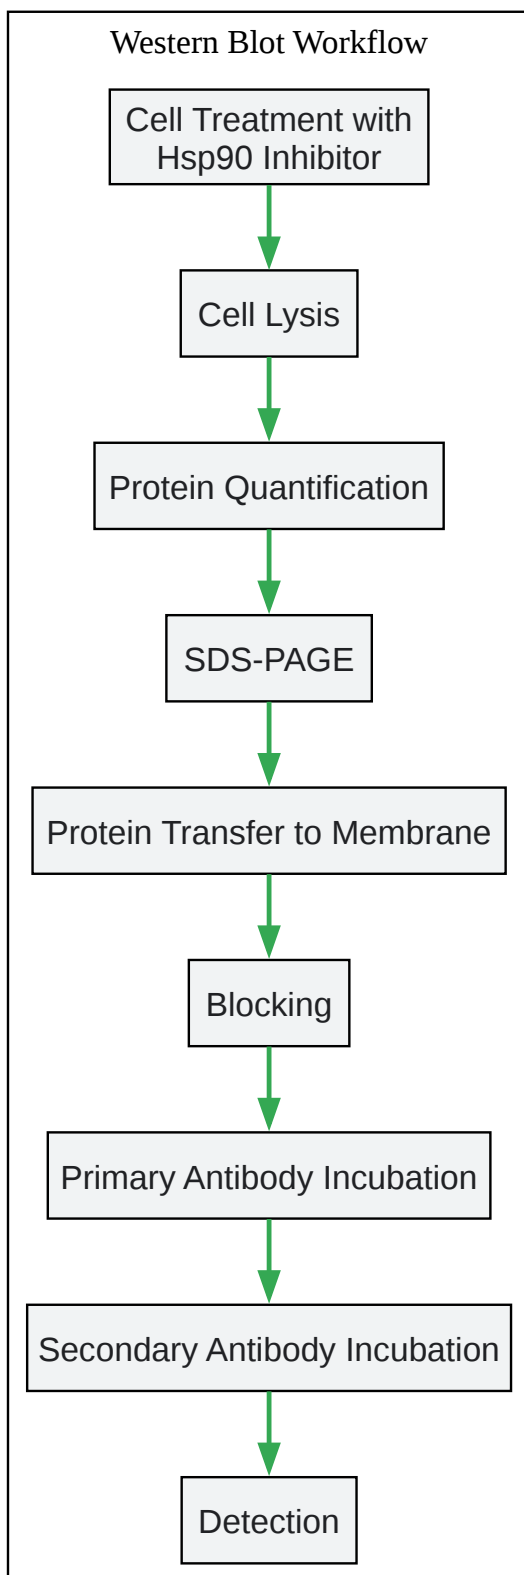 Western Blot Workflow
Cell Treatment with
Hsp90 Inhibitor
Cell Lysis
Protein Quantification
SDS-PAGE
Protein Transfer to Membrane
Blocking
Primary Antibody Incubation
Secondary Antibody Incubation
Detection